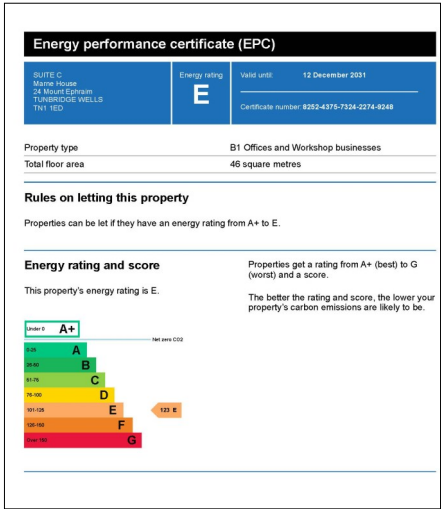 Energy performance certificate (EPC)
SUITE C
Marne House
24 Mount Ephraim
TUNBRIDGE WELLS
TN1 1ED
Energy rating
E
Valid until: 12 December 2031
Certificate number: 8252-4375-7324-2274-9248
Property type B1 Offices and Workshop businesses
Total floor area 46 square metres
Rules on letting this property
Properties can be let if they have an energy rating from A+ to E.
Energy rating and score
This property's energy rating is E.
Properties get a rating from A+ (best) to G
(worst) and a score.
The better the rating and score, the lower your
property's carbon emissions are likely to be.
Under 0 A+
Net zero CO2
0-25 A
26-50 B
51-75 C
76-100 D
101-125 E
123 E
126-150 F
Over 150 G